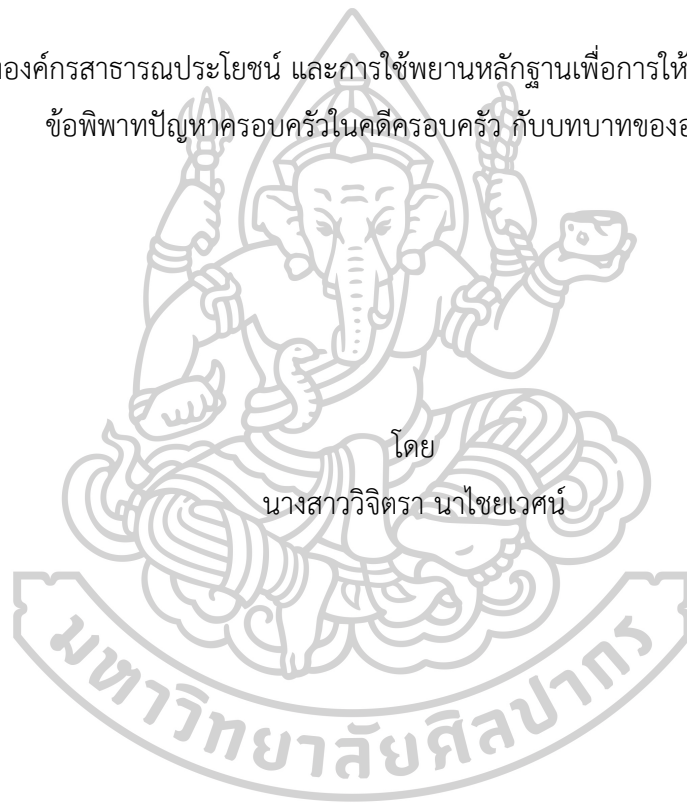 องค์กรสาธารณประโยชน์ และการใช้พยานหลักฐานเพื่อการให้
ข้อพิพาทปัญหาครอบครัวในคดีครอบครัว กับบทบาทของ
โดย
นางสาววิจิตรา นาไชยเวศน์
มหาวิทยาลัยศิลปากร